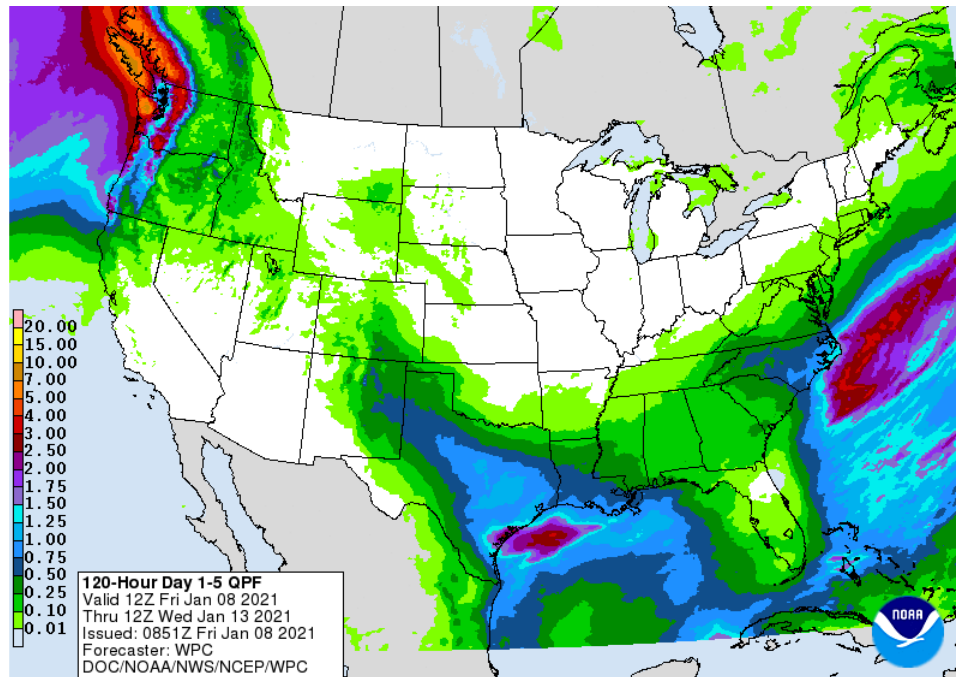 20.00
15.00
10.00
7.00
5.00
4.00
3.00
2.50
2.00
1.75
1.50
1.25
1.00
0.75
0.50
0.25
0.10
0.01
120-Hour Day 1-5 QPF
Valid 12Z Fri Jan 08 2021
Thru 12Z Wed Jan 13 2021
Issued: 0851Z Fri Jan 08 2021
Forecaster: WPC
DOC/NOAA/NWS/NCEP/WPC
NOAA